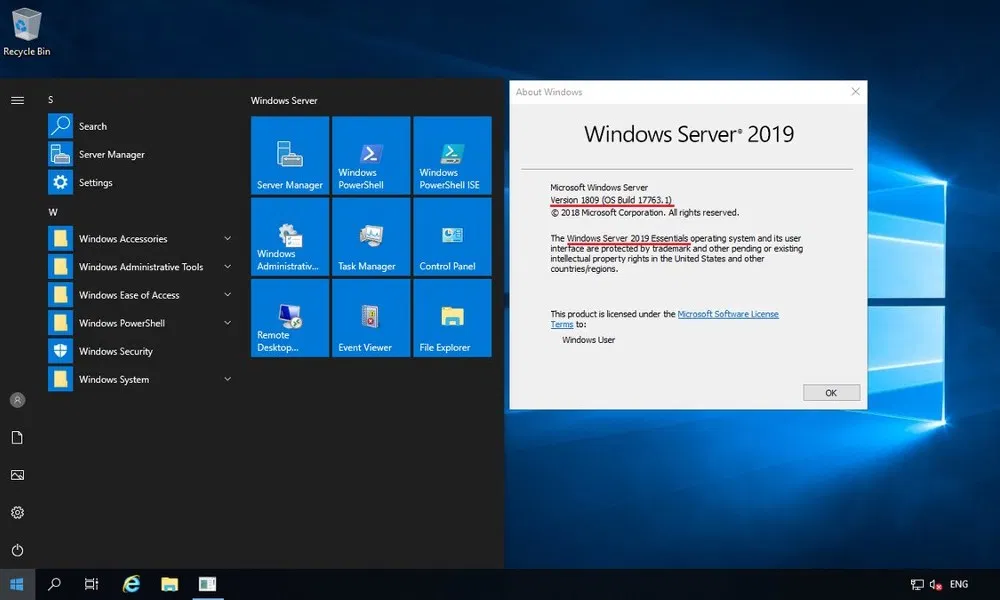 Recycle Bin
S
Search
Server Manager
Settings
W
Windows Accessories
Windows Administrative Tools
Windows Ease of Access
Windows PowerShell
Windows Security
Windows System
Windows Server
Server Manager
Windows
PowerShell
Windows
PowerShell ISE
Windows
Administrativ...
Task Manager
Control Panel
Remote
Desktop...
Event Viewer
File Explorer
About Windows
Windows Server® 2019
Microsoft Windows Server
Version 1809 (OS Build 17763.1)
© 2018 Microsoft Corporation. All rights reserved.
The Windows Server 2019 Essentials operating system and its user
interface are protected by trademark and other pending or existing
intellectual property rights in the United States and other
countries/regions.
This product is licensed under the Microsoft Software License
Terms to:
Windows User
OK
ENG